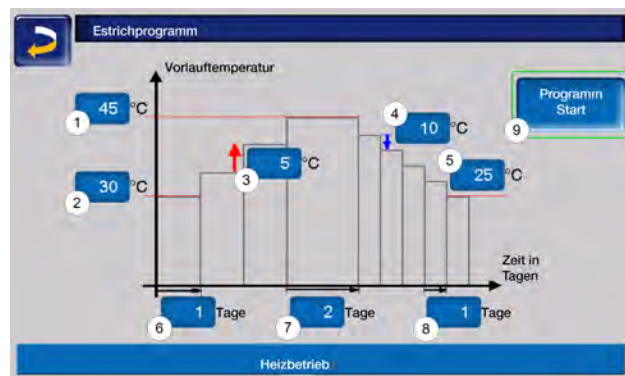 Estrichprogramm
Vorlauftemperatur
45 °C
1
4
10 °C
Programm
Start
9
3
5 °C
5
25 °C
30 °C
2
Zeit in
Tagen
1 Tage
6
2 Tage
7
1 Tage
8
Heizbetrieb